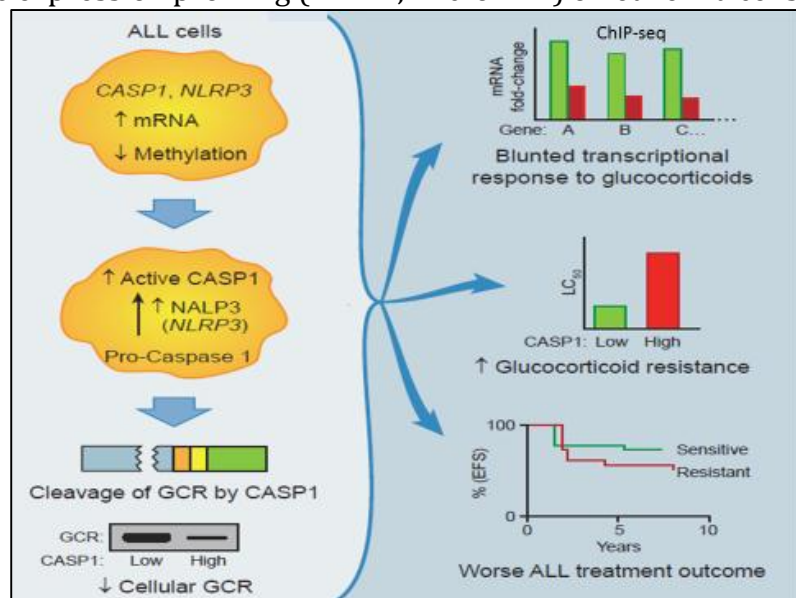 ALL cells
CASP1, NLRP3
↑ mRNA
↓ Methylation
↑ Active CASP1
↑ NALP3
(NLRP3)
Pro-Caspase 1
Cleavage of GCR by CASP1
GCR:
CASP1: Low High
↓ Cellular GCR
ChIP-seq
mRNA
fold-change
Gene: A B C...
Blunted transcriptional
response to glucocorticoids
LC50
CASP1: Low High
↑ Glucocorticoid resistance
100
% (EFS)
Sensitive
Resistant
0
0 5 10
Years
Worse ALL treatment outcome